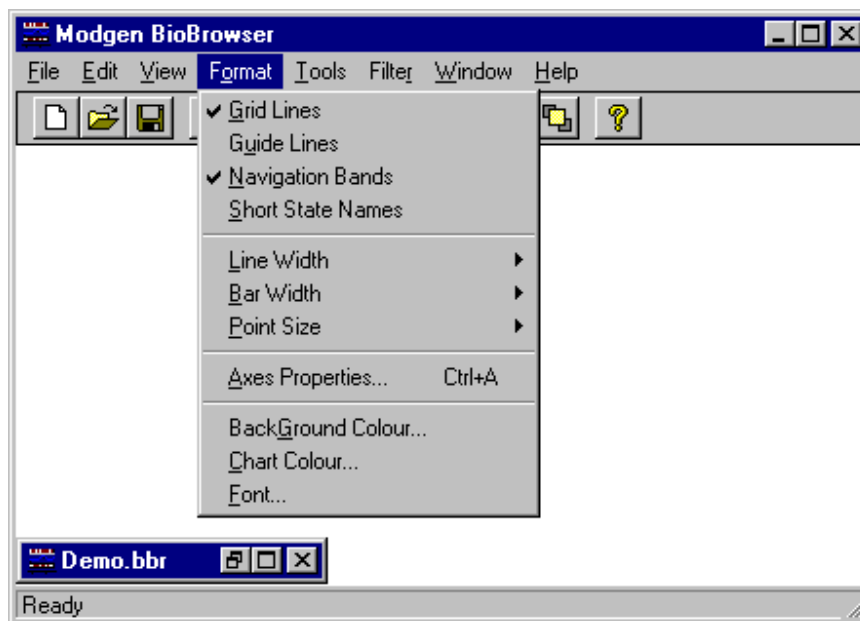 Modgen BioBrowser
File Edit View Format Tools Filter Window Help
Grid Lines
Guide Lines
Navigation Bands
Short State Names
Line Width
Bar Width
Point Size
Axes Properties... Ctrl+A
BackGround Colour...
Chart Colour...
Font...
Demo.bbr
Ready